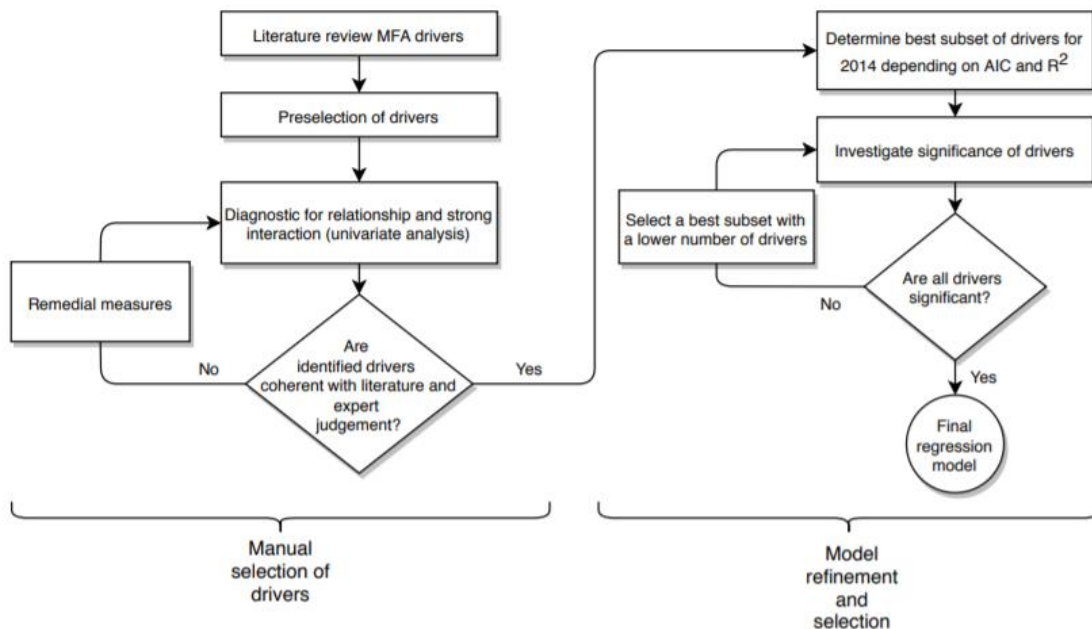 Literature review MFA drivers
Preselection of drivers
Diagnostic for relationship and strong
interaction (univariate analysis)
Remedial measures
Are
identified drivers
coherent with literature and
expert
judgement?
No
Yes
Manual
selection of
drivers
Determine best subset of drivers for
2014 depending on AIC and R²
Investigate significance of drivers
Select a best subset with
a lower number of drivers
Are all drivers
significant?
No
Yes
Final
regression
model
Model
refinement
and
selection